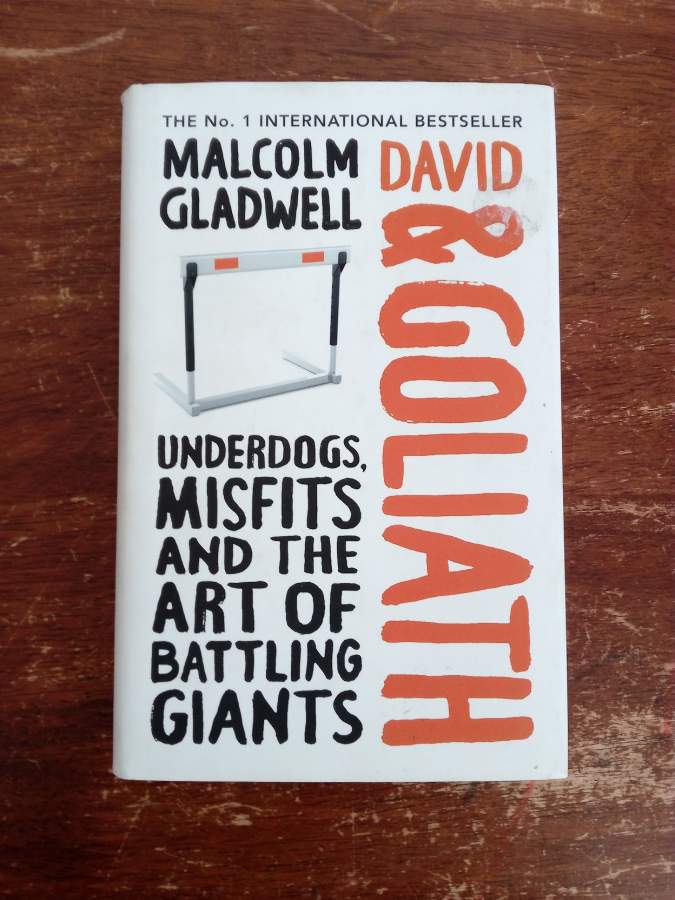 THE No. 1 INTERNATIONAL BESTSELLER
MALCOLM
GLADWELL
DAVID
& GOLIATH
UNDERDOGS,
MISFITS
AND THE
ART OF
BATTLING
GIANTS